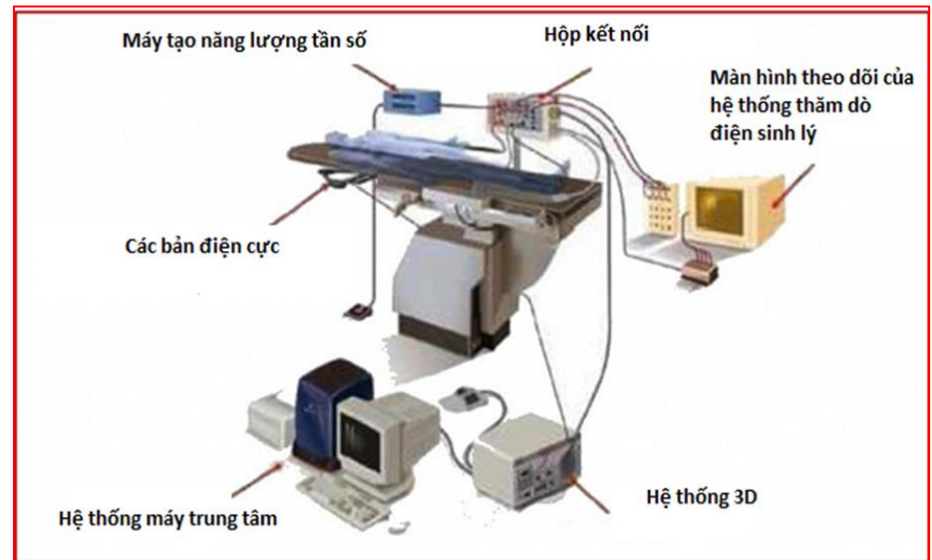 Máy tạo năng lượng tần số
Hộp kết nối
Màn hình theo dõi của
hệ thống thăm dò
điện sinh lý
Các bản điện cực
Hệ thống máy trung tâm
Hệ thống 3D